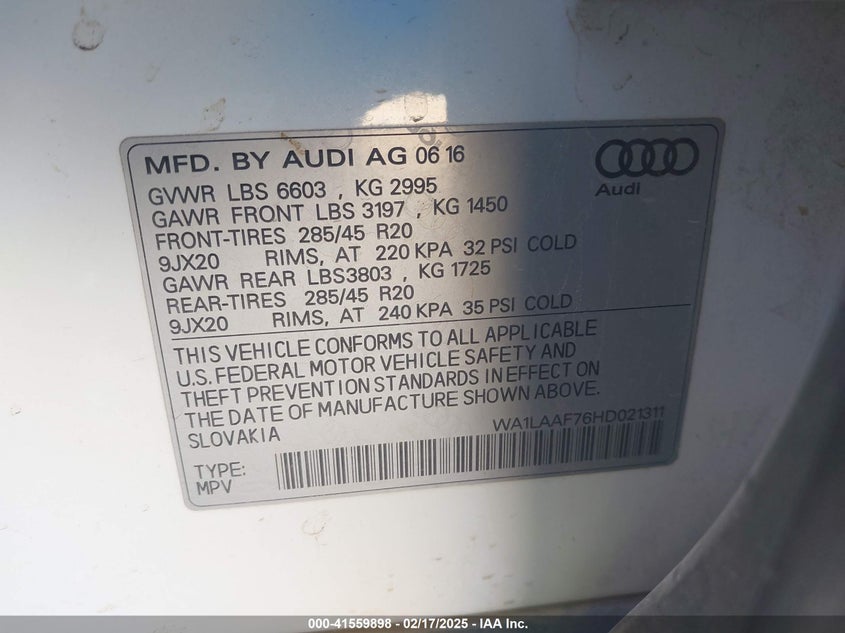 MFD. BY AUDI AG 06 16
Audi
GVWR LBS 6603 , KG 2995
GAWR FRONT LBS 3197 , KG 1450
FRONT-TIRES 285/45 R20
9JX20 RIMS, AT 220 KPA 32 PSI COLD
GAWR REAR LBS3803 , KG 1725
REAR-TIRES 285/45 R20
9JX20 RIMS, AT 240 KPA 35 PSI COLD
THIS VEHICLE CONFORMS TO ALL APPLICABLE
U.S. FEDERAL MOTOR VEHICLE SAFETY AND
THEFT PREVENTION STANDARDS IN EFFECT ON
THE DATE OF MANUFACTURE SHOWN ABOVE.
SLOVAKIA
WA1LAAF76HD021311
TYPE:
MPV
000-41559898 - 02/17/2025 - IAA Inc.